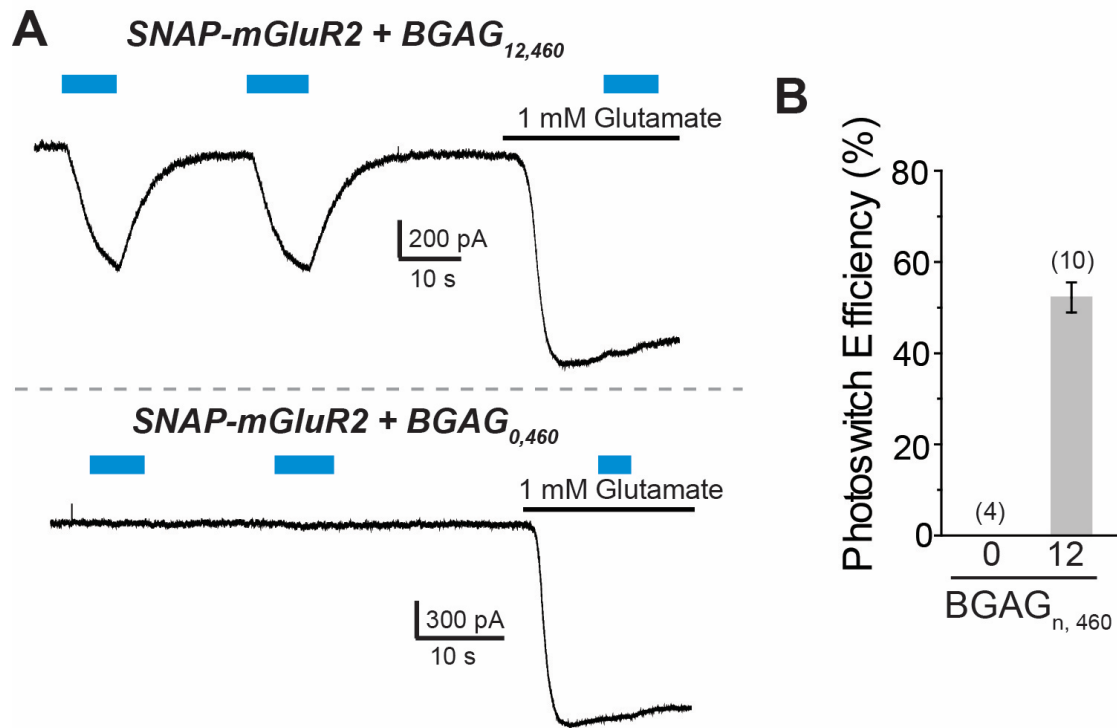 A
SNAP-mGluR2 + BGAG12,460
1 mM Glutamate
200 pA
10 s
SNAP-mGluR2 + BGAG0,460
1 mM Glutamate
300 pA
10 s
B
Photoswitch Efficiency (%)
80
60
40
20
0
(4)
(10)
0 12
BGAGn, 460